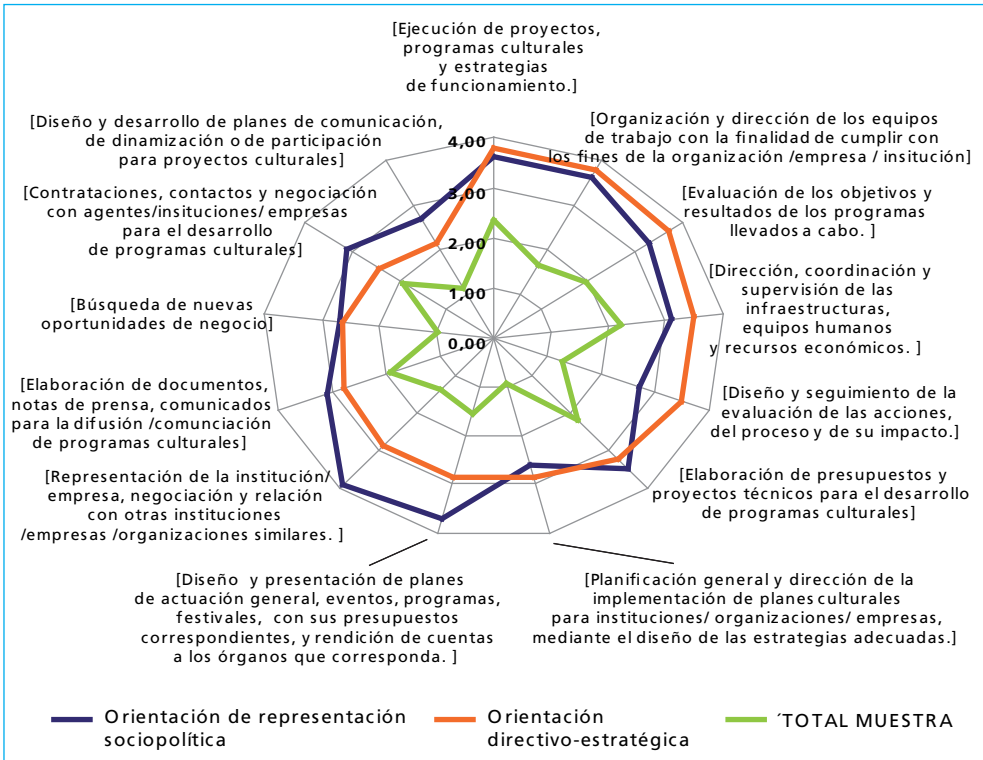 [Ejecución de proyectos,
programas culturales
y estrategias
de funcionamiento.]
[Diseño y desarrollo de planes de comunicación,
de dinamización o de participación
para proyectos culturales]
[Organización y dirección de los equipos
de trabajo con la finalidad de cumplir con
los fines de la organización /empresa / insitución]
[Contrataciones, contactos y negociación
con agentes/insituciones/ empresas
para el desarrollo
de programas culturales]
[Evaluación de los objetivos y
resultados de los programas
llevados a cabo. ]
[Búsqueda de nuevas
oportunidades de negocio]
[Dirección, coordinación y
supervisión de las
infraestructuras,
equipos humanos
y recursos económicos. ]
4,00
3,00
2,00
1,00
0,00
[Elaboración de documentos,
notas de prensa, comunicados
para la difusión /comunciación
de programas culturales]
[Diseño y seguimiento de la
evaluación de las acciones,
del proceso y de su impacto.]
[Representación de la institución/
empresa, negociación y relación
con otras instituciones
/empresas /organizaciones similares. ]
[Elaboración de presupuestos y
proyectos técnicos para el desarrollo
de programas culturales]
[Diseño y presentación de planes
de actuación general, eventos, programas,
festivales, con sus presupuestos
correspondientes, y rendición de cuentas
a los órganos que corresponda. ]
[Planificación general y dirección de la
implementación de planes culturales
para instituciones/ organizaciones/ empresas,
mediante el diseño de las estrategias adecuadas.]
Orientación de representación
sociopolítica
Orientación
directivo-estratégica
´TOTAL MUESTRA